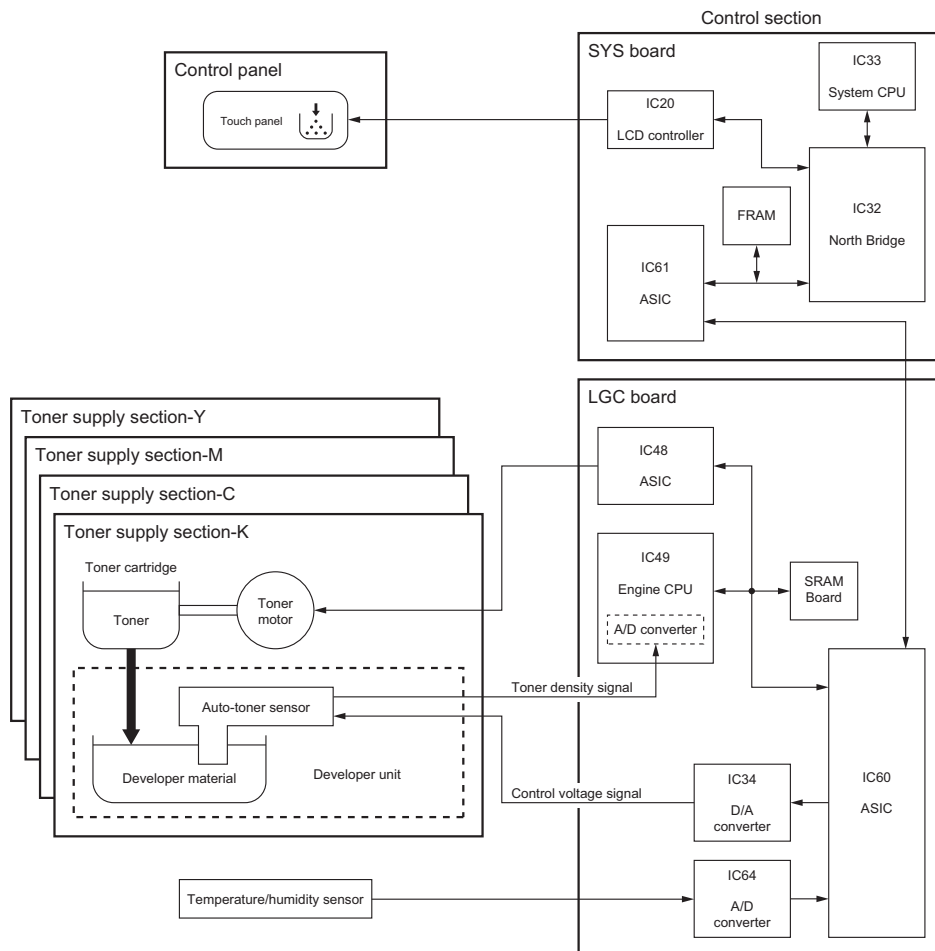 Control section
SYS board
IC33
System CPU
Control panel
Touch panel
IC20
LCD controller
FRAM
IC32
North Bridge
IC61
ASIC
LGC board
Toner supply section-Y
Toner supply section-M
Toner supply section-C
Toner supply section-K
IC48
ASIC
Toner cartridge
Toner
Toner
motor
IC49
Engine CPU
A/D converter
SRAM
Board
Toner density signal
Auto-toner sensor
Developer material
Developer unit
Control voltage signal
IC34
D/A
converter
IC60
ASIC
Temperature/humidity sensor
IC64
A/D
converter